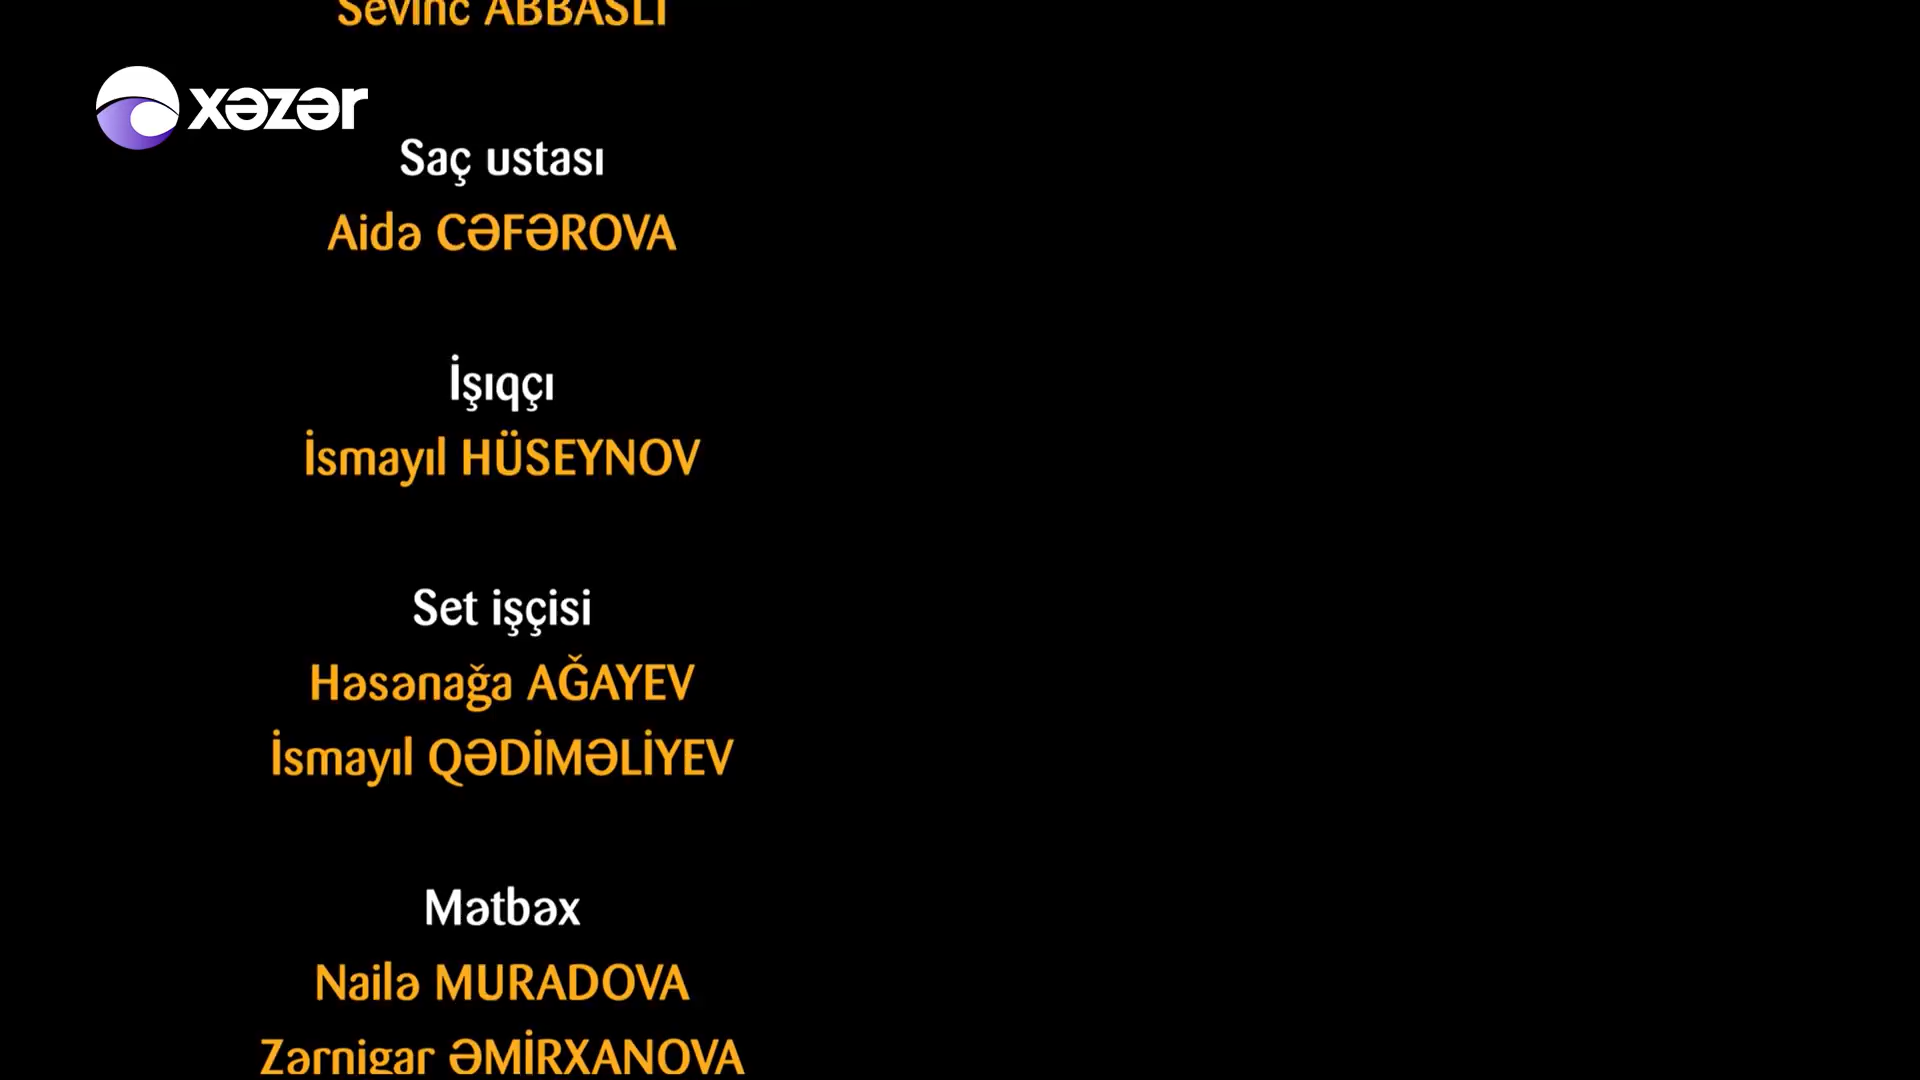 Sevinc ABBASLI
xəzər
Saç ustası
Aidə CƏFƏROVA
İşıqçı
İsmayıl HÜSEYNOV
Set işçisi
Həsənağa AĞAYEV
İsmayıl QƏDİMƏLİYEV
Mətbəx
Nailə MURADOVA
Zərnigar ƏMİRXANOVA